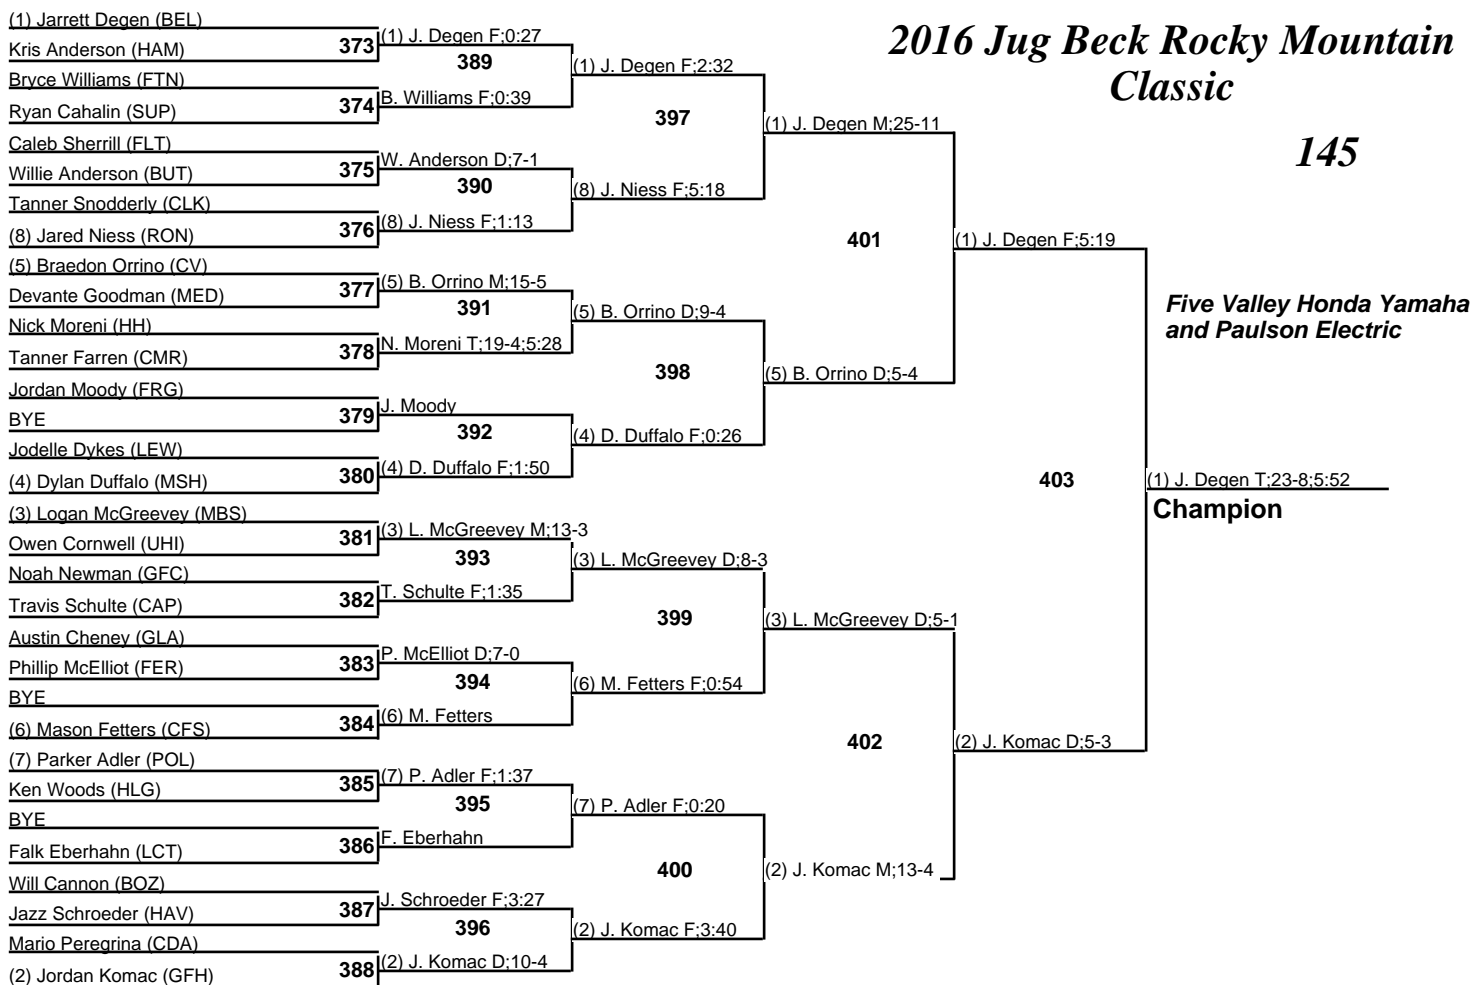 2016 Jug Beck Rocky Mountain
Classic
145
Five Valley Honda Yamaha
and Paulson Electric
(1) Jarrett Degen (BEL)
Kris Anderson (HAM)
Bryce Williams (FTN)
Ryan Cahalin (SUP)
Caleb Sherrill (FLT)
Willie Anderson (BUT)
Tanner Snodderly (CLK)
(8) Jared Niess (RON)
(5) Braedon Orrino (CV)
Devante Goodman (MED)
Nick Moreni (HH)
Tanner Farren (CMR)
Jordan Moody (FRG)
BYE
Jodelle Dykes (LEW)
(4) Dylan Duffalo (MSH)
(3) Logan McGreevey (MBS)
Owen Cornwell (UHI)
Noah Newman (GFC)
Travis Schulte (CAP)
Austin Cheney (GLA)
Phillip McElliot (FER)
BYE
(6) Mason Fetters (CFS)
(7) Parker Adler (POL)
Ken Woods (HLG)
BYE
Falk Eberhahn (LCT)
Will Cannon (BOZ)
Jazz Schroeder (HAV)
Mario Peregrina (CDA)
(2) Jordan Komac (GFH)
373
374
375
376
377
378
379
380
381
382
383
384
385
386
387
388
(1) J. Degen F;0:27
389
B. Williams F;0:39
W. Anderson D;7-1
390
(8) J. Niess F;1:13
(5) B. Orrino M;15-5
391
N. Moreni T;19-4;5:28
J. Moody
392
(4) D. Duffalo F;1:50
(3) L. McGreevey M;13-3
393
T. Schulte F;1:35
P. McElliot D;7-0
394
(6) M. Fetters
(7) P. Adler F;1:37
395
F. Eberhahn
J. Schroeder F;3:27
396
(2) J. Komac D;10-4
(1) J. Degen F;2:32
397
(8) J. Niess F;5:18
(5) B. Orrino D;9-4
398
(4) D. Duffalo F;0:26
(3) L. McGreevey D;8-3
399
(6) M. Fetters F;0:54
(7) P. Adler F;0:20
400
(2) J. Komac F;3:40
(1) J. Degen M;25-11
401
(5) B. Orrino D;5-4
(3) L. McGreevey D;5-1
402
(2) J. Komac M;13-4
(1) J. Degen F;5:19
403
(2) J. Komac D;5-3
(1) J. Degen T;23-8;5:52
Champion